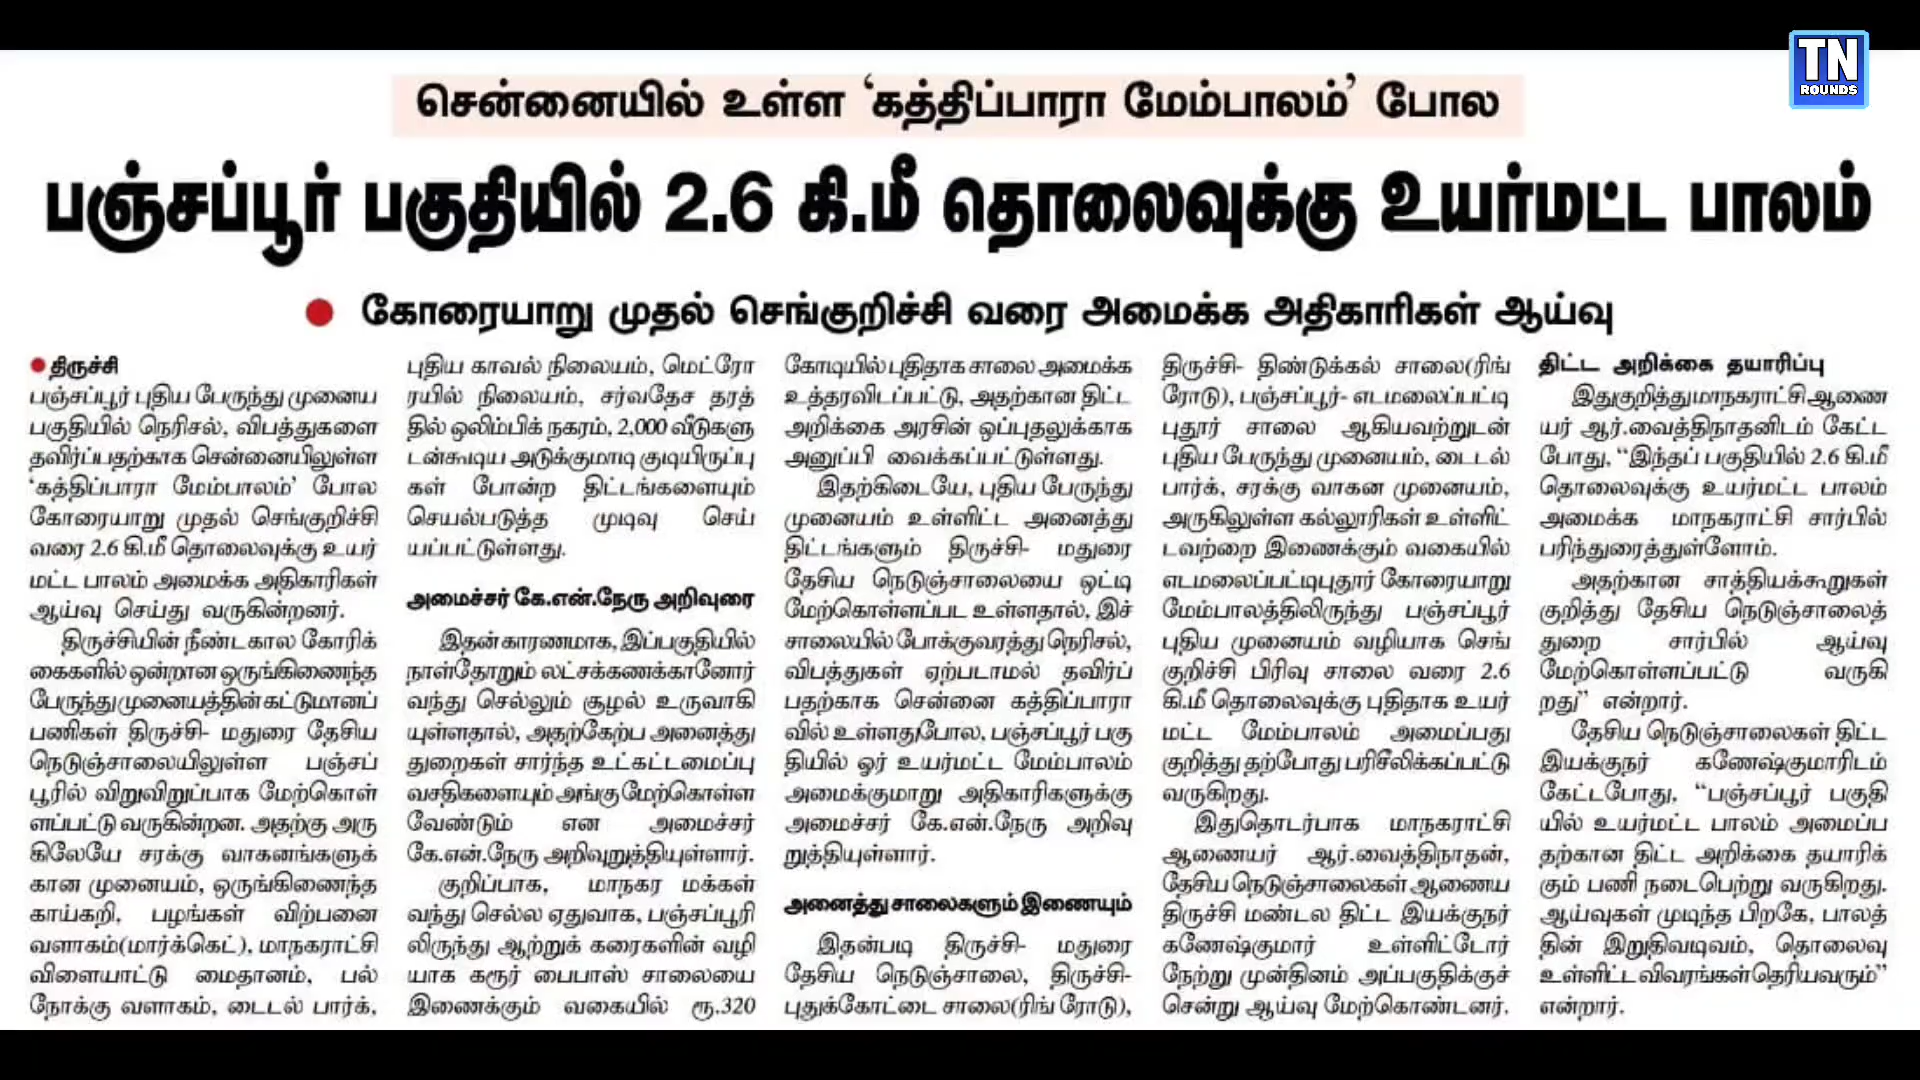 TN
ROUNDS
சென்னையில் உள்ள ‘கத்திப்பாரா மேம்பாலம்’ போல
பஞ்சப்பூர் பகுதியில் 2.6 கி.மீ தொலைவுக்கு உயர்மட்ட பாலம்
● கோரையாறு முதல் செங்குறிச்சி வரை அமைக்க அதிகாரிகள் ஆய்வு
● திருச்சி
பஞ்சப்பூர் புதிய பேருந்து முனைய
பகுதியில் நெரிசல், விபத்துகளை
தவிர்ப்பதற்காக சென்னையிலுள்ள
‘கத்திப்பாரா மேம்பாலம்’ போல
கோரையாறு முதல் செங்குறிச்சி
வரை 2.6 கி.மீ தொலைவுக்கு உயர்
மட்ட பாலம் அமைக்க அதிகாரிகள்
ஆய்வு செய்து வருகின்றனர்.
திருச்சியின் நீண்டகால கோரிக்
கைகளில் ஒன்றான ஒருங்கிணைந்த
பேருந்து முனையத்தின் கட்டுமானப்
பணிகள் திருச்சி- மதுரை தேசிய
நெடுஞ்சாலையிலுள்ள பஞ்சப்
பூரில் விறுவிறுப்பாக மேற்கொள்
ளப்பட்டு வருகின்றன. அதற்கு அரு
கிலேயே சரக்கு வாகனங்களுக்
கான முனையம், ஒருங்கிணைந்த
காய்கறி, பழங்கள் விற்பனை
வளாகம்(மார்க்கெட்), மாநகராட்சி
விளையாட்டு மைதானம், பல்
நோக்கு வளாகம், டைடல் பார்க்,
புதிய காவல் நிலையம், மெட்ரோ
ரயில் நிலையம், சர்வதேச தரத்
தில் ஒலிம்பிக் நகரம், 2,000 வீடுகளு
டன்கூடிய அடுக்குமாடி குடியிருப்பு
கள் போன்ற திட்டங்களையும்
செயல்படுத்த முடிவு செய்
யப்பட்டுள்ளது.
அமைச்சர் கே.என்.நேரு அறிவுரை
இதன் காரணமாக, இப்பகுதியில்
நாள்தோறும் லட்சக்கணக்கானோர்
வந்து செல்லும் சூழல் உருவாகி
யுள்ளதால், அதற்கேற்ப அனைத்து
துறைகள் சார்ந்த உட்கட்டமைப்பு
வசதிகளையும் அங்கு மேற்கொள்ள
வேண்டும் என அமைச்சர்
கே.என்.நேரு அறிவுறுத்தியுள்ளார்.
குறிப்பாக, மாநகர மக்கள்
வந்து செல்ல ஏதுவாக, பஞ்சப்பூரி
லிருந்து ஆற்றுக் கரைகளின் வழி
யாக கரூர் பைபாஸ் சாலையை
இணைக்கும் வகையில் ரூ.320
கோடியில் புதிதாக சாலை அமைக்க
உத்தரவிடப்பட்டு, அதற்கான திட்ட
அறிக்கை அரசின் ஒப்புதலுக்காக
அனுப்பி வைக்கப்பட்டுள்ளது.
இதற்கிடையே, புதிய பேருந்து
முனையம் உள்ளிட்ட அனைத்து
திட்டங்களும் திருச்சி- மதுரை
தேசிய நெடுஞ்சாலையை ஒட்டி
மேற்கொள்ளப்பட உள்ளதால், இச்
சாலையில் போக்குவரத்து நெரிசல்,
விபத்துகள் ஏற்படாமல் தவிர்ப்
பதற்காக சென்னை கத்திப்பாரா
வில் உள்ளதுபோல, பஞ்சப்பூர் பகு
தியில் ஓர் உயர்மட்ட மேம்பாலம்
அமைக்குமாறு அதிகாரிகளுக்கு
அமைச்சர் கே.என்.நேரு அறிவு
றுத்தியுள்ளார்.
அனைத்து சாலைகளும் இணையும்
இதன்படி திருச்சி- மதுரை
தேசிய நெடுஞ்சாலை, திருச்சி-
புதுக்கோட்டை சாலை(ரிங் ரோடு),
திருச்சி- திண்டுக்கல் சாலை(ரிங்
ரோடு), பஞ்சப்பூர்- எடமலைப்பட்டி
புதூர் சாலை ஆகியவற்றுடன்
புதிய பேருந்து முனையம், டைடல்
பார்க், சரக்கு வாகன முனையம்,
அருகிலுள்ள கல்லூரிகள் உள்ளிட்
டவற்றை இணைக்கும் வகையில்
எடமலைப்பட்டிபுதூர் கோரையாறு
மேம்பாலத்திலிருந்து பஞ்சப்பூர்
புதிய முனையம் வழியாக செங்
குறிச்சி பிரிவு சாலை வரை 2.6
கி.மீ தொலைவுக்கு புதிதாக உயர்
மட்ட மேம்பாலம் அமைப்பது
குறித்து தற்போது பரிசீலிக்கப்பட்டு
வருகிறது.
இதுதொடர்பாக மாநகராட்சி
ஆணையர் ஆர்.வைத்திநாதன்,
தேசிய நெடுஞ்சாலைகள் ஆணைய
திருச்சி மண்டல திட்ட இயக்குநர்
கணேஷ்குமார் உள்ளிட்டோர்
நேற்று முன்தினம் அப்பகுதிக்குச்
சென்று ஆய்வு மேற்கொண்டனர்.
திட்ட அறிக்கை தயாரிப்பு
இதுகுறித்து மாநகராட்சி ஆணை
யர் ஆர்.வைத்திநாதனிடம் கேட்ட
போது, “இந்தப் பகுதியில் 2.6 கி.மீ
தொலைவுக்கு உயர்மட்ட பாலம்
அமைக்க மாநகராட்சி சார்பில்
பரிந்துரைத்துள்ளோம்.
அதற்கான சாத்தியக்கூறுகள்
குறித்து தேசிய நெடுஞ்சாலைத்
துறை சார்பில் ஆய்வு
மேற்கொள்ளப்பட்டு வருகி
றது” என்றார்.
தேசிய நெடுஞ்சாலைகள் திட்ட
இயக்குநர் கணேஷ்குமாரிடம்
கேட்டபோது, “பஞ்சப்பூர் பகுதி
யில் உயர்மட்ட பாலம் அமைப்ப
தற்கான திட்ட அறிக்கை தயாரிக்
கும் பணி நடைபெற்று வருகிறது.
ஆய்வுகள் முடிந்த பிறகே, பாலத்
தின் இறுதிவடிவம், தொலைவு
உள்ளிட்ட விவரங்கள் தெரியவரும்”
என்றார்.